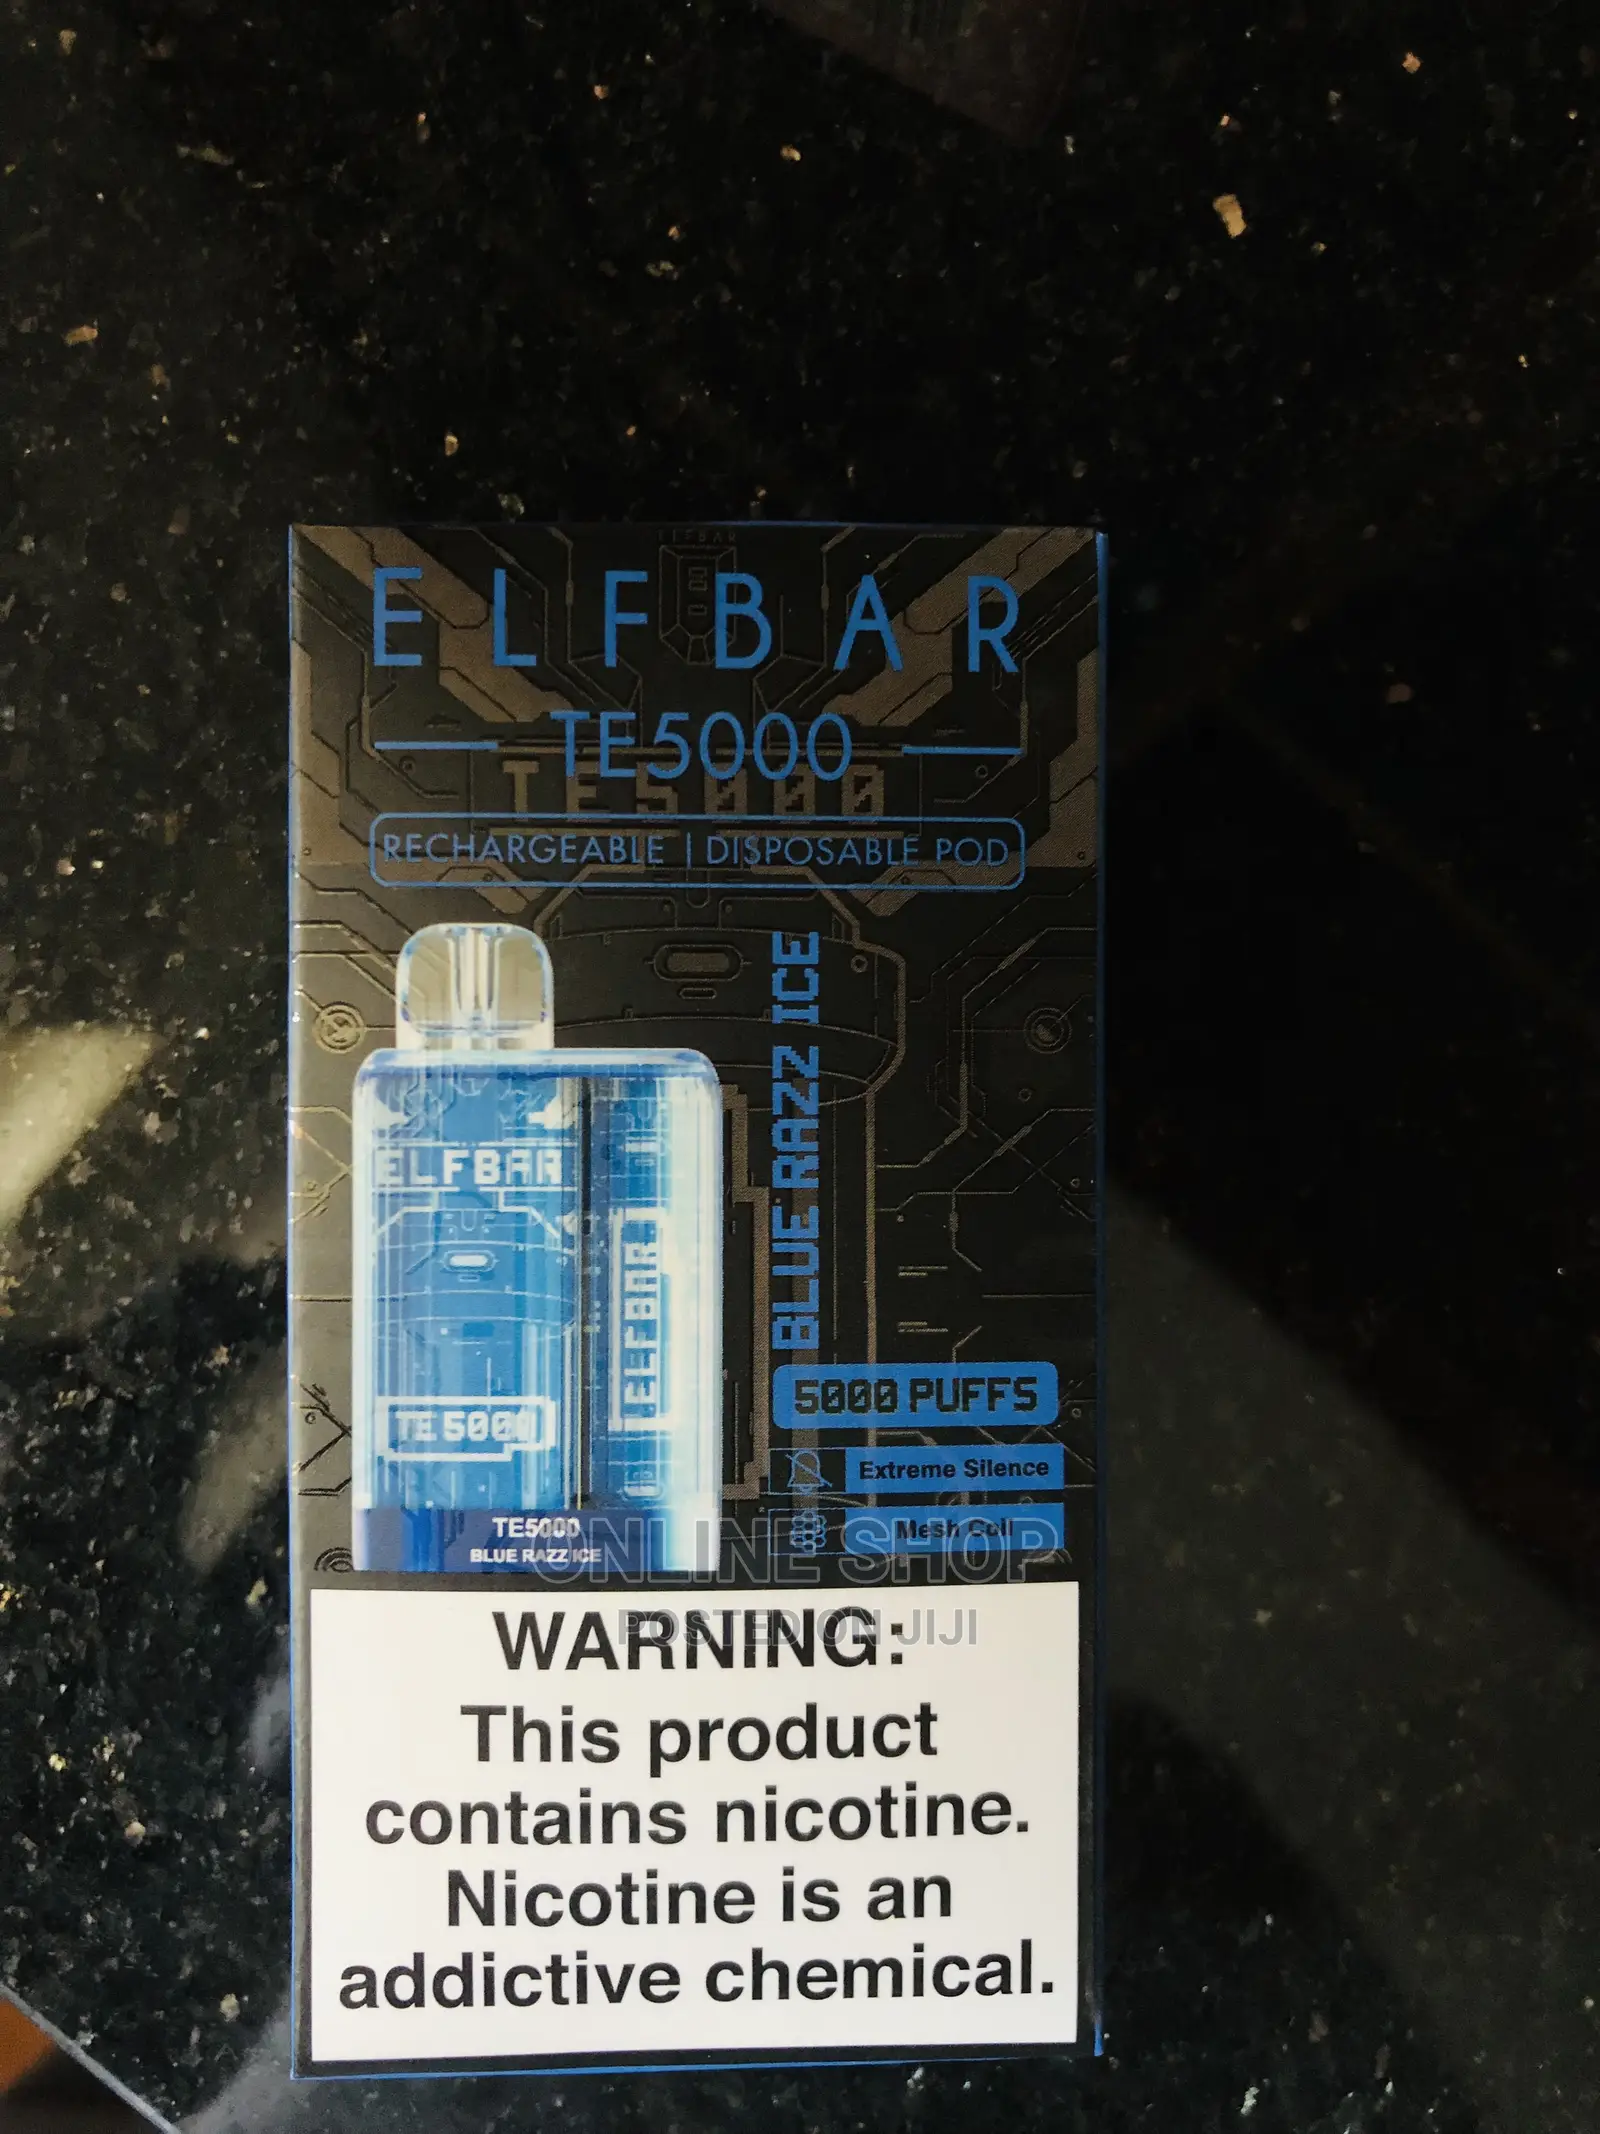 ELFBAR
TE5000
TE5000
RECHARGEABLE | DISPOSABLE POD
BLUE RAZZ ICE
ELFBAR
ELFBAR
TE5000
5000 PUFFS
Extreme Silence
Mesh Coil
TE5000
BLUE RAZZ ICE
ONLINE SHOP
POSTED ON JIJI
WARNING:
This product
contains nicotine.
Nicotine is an
addictive chemical.